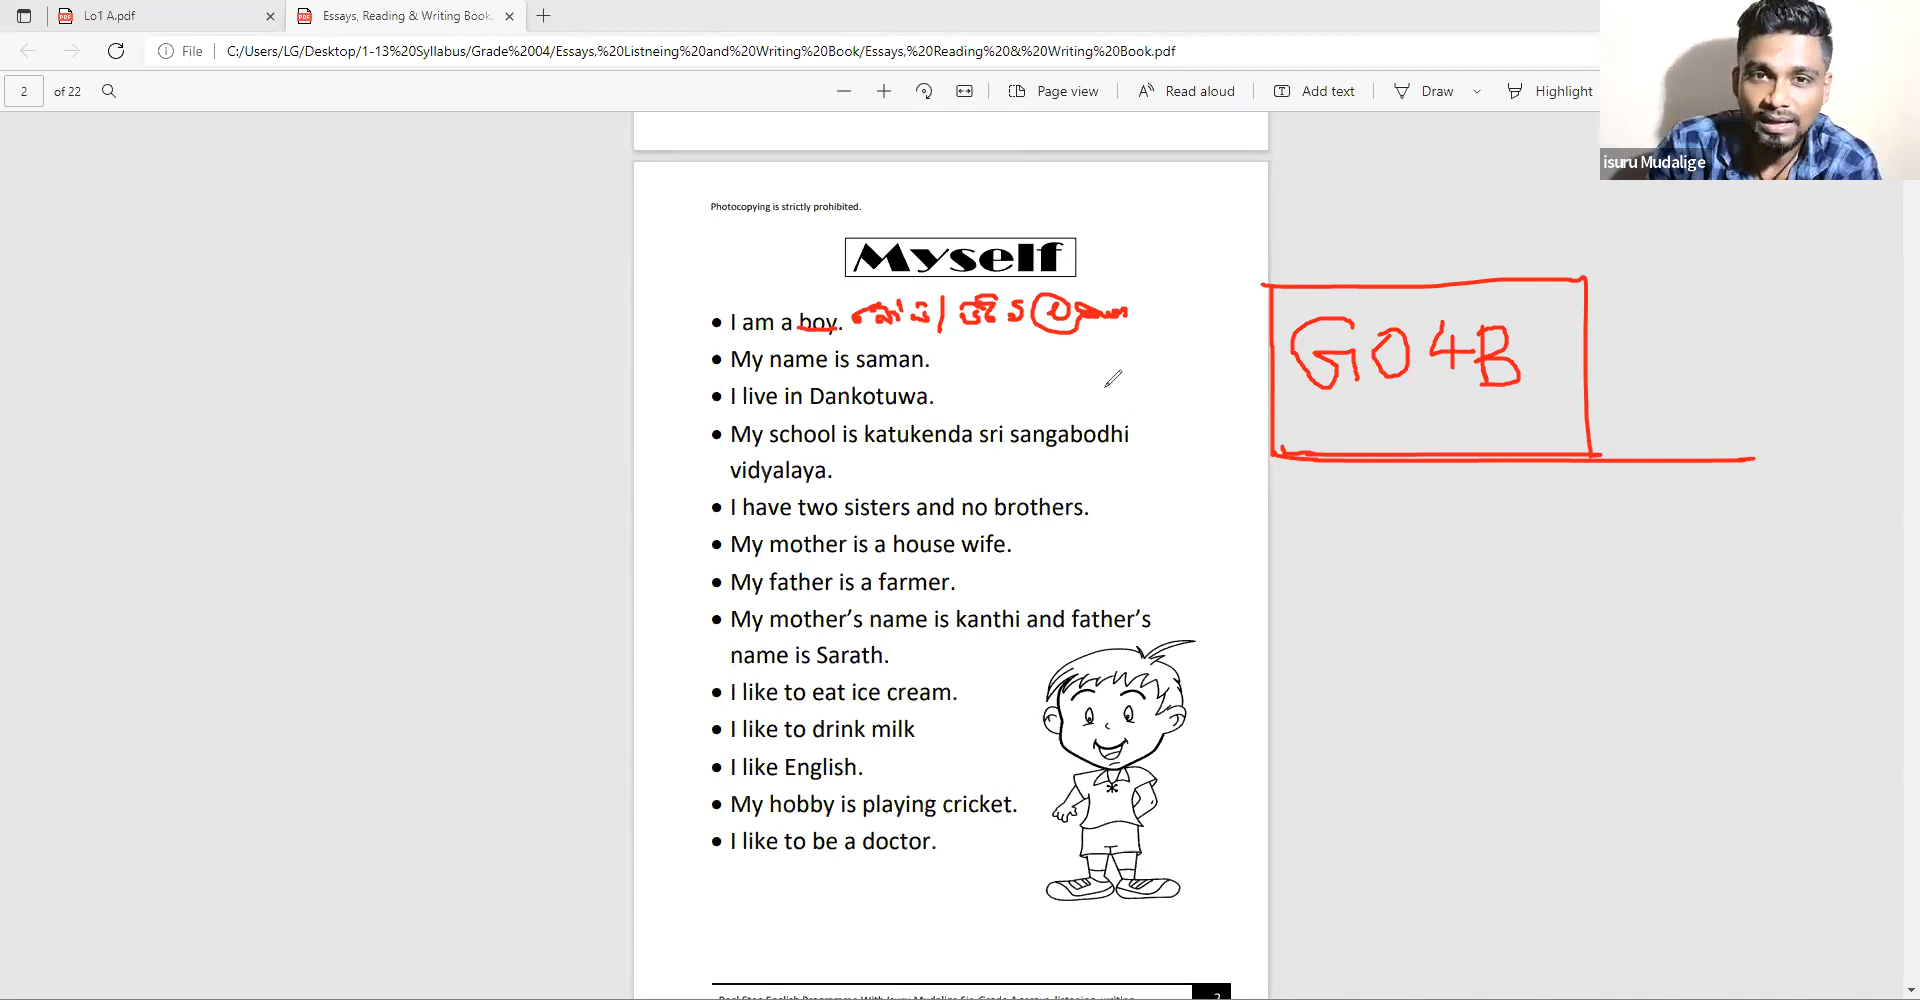 Lo1 A.pdf
Essays, Reading & Writing Book.
File
C:/Users/LG/Desktop/1-13%20Syllabus/Grade%2004/Essays,%20Listneing%20and%20Writing%20Book/Essays,%20Reading%20&%20Writing%20Book.pdf
2 of 22
Page view
Read aloud
Add text
Draw
Highlight
isuru Mudalige
Photocopying is strictly prohibited.
Myself
• I am a boy.
• My name is saman.
• I live in Dankotuwa.
• My school is katukenda sri sangabodhi
vidyalaya.
• I have two sisters and no brothers.
• My mother is a house wife.
• My father is a farmer.
• My mother’s name is kanthi and father’s
name is Sarath.
• I like to eat ice cream.
• I like to drink milk
• I like English.
• My hobby is playing cricket.
• I like to be a doctor.
G04B